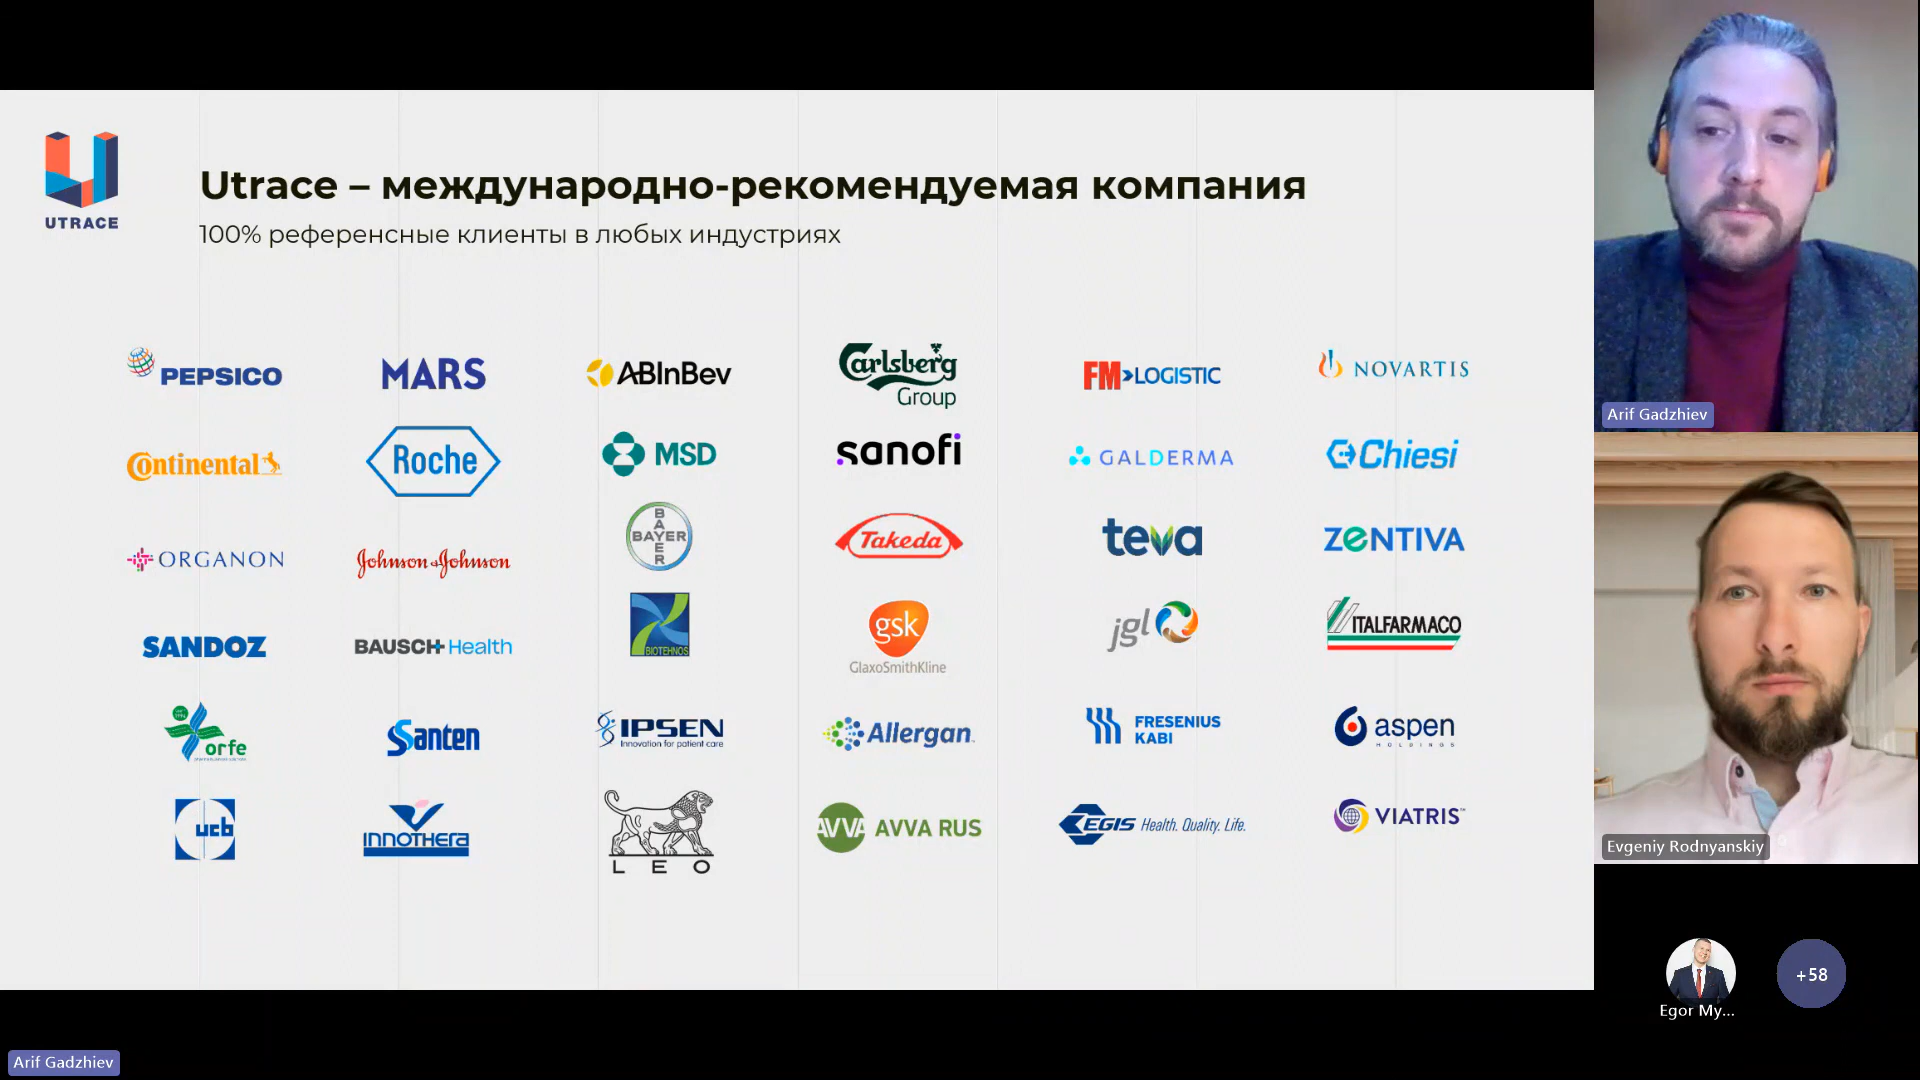 UTRACE
Utrace – международно-рекомендуемая компания
100% референсные клиенты в любых индустриях
PEPSICO
MARS
ABInBev
Carlsberg
Group
FM>LOGISTIC
NOVARTIS
Continental
Roche
MSD
sanofi
GALDERMA
Chiesi
ORGANON
Johnson & Johnson
BAYER
BAYER
Takeda
teva
ZENTIVA
SANDOZ
BAUSCH+Health
BIOTEHNOS
gsk
GlaxoSmithKline
jgl
ITALFARMACO
orfe
Santen
IPSEN
Innovation for patient care
Allergan
FRESENIUS
KABI
aspen
HOLDINGS
ucb
INNOTHERA
LEO
AVVA
AVVA RUS
EGIS Health. Quality. Life.
VIATRIS™
Arif Gadzhiev
Evgeniy Rodnyanskiy
Egor My...
+58
Arif Gadzhiev